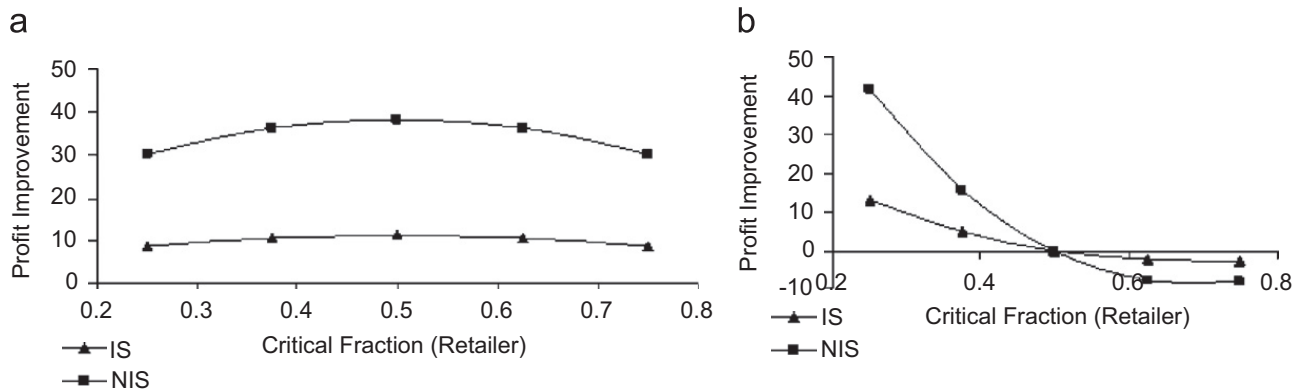 a
Profit Improvement
50
40
30
20
10
0
0.2 0.3 0.4 0.5 0.6 0.7 0.8
Critical Fraction (Retailer)
IS
NIS
b
Profit Improvement
50
40
30
20
10
0
-10
0.2 0.4 0.6 0.8
Critical Fraction (Retailer)
IS
NIS